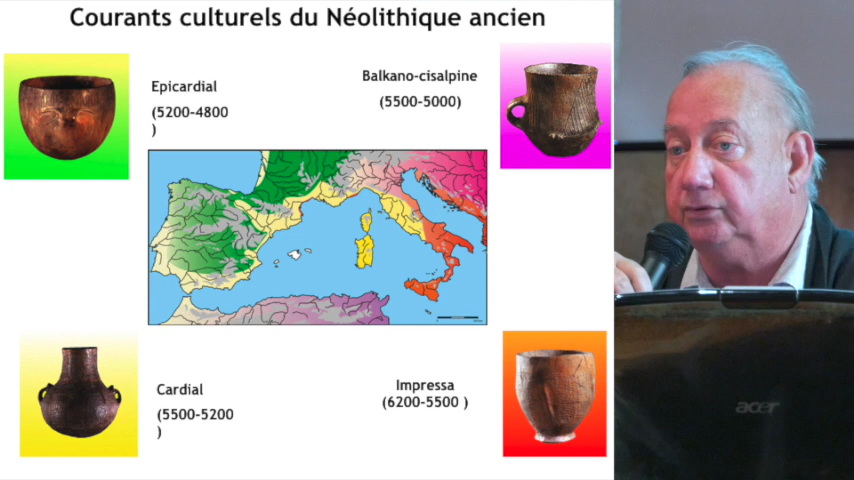 Courants culturels du Néolithique ancien
Epicardial
(5200-4800
)
Balkano-cisalpine
(5500-5000)
Cardial
(5500-5200
)
Impressa
(6200-5500 )
acer